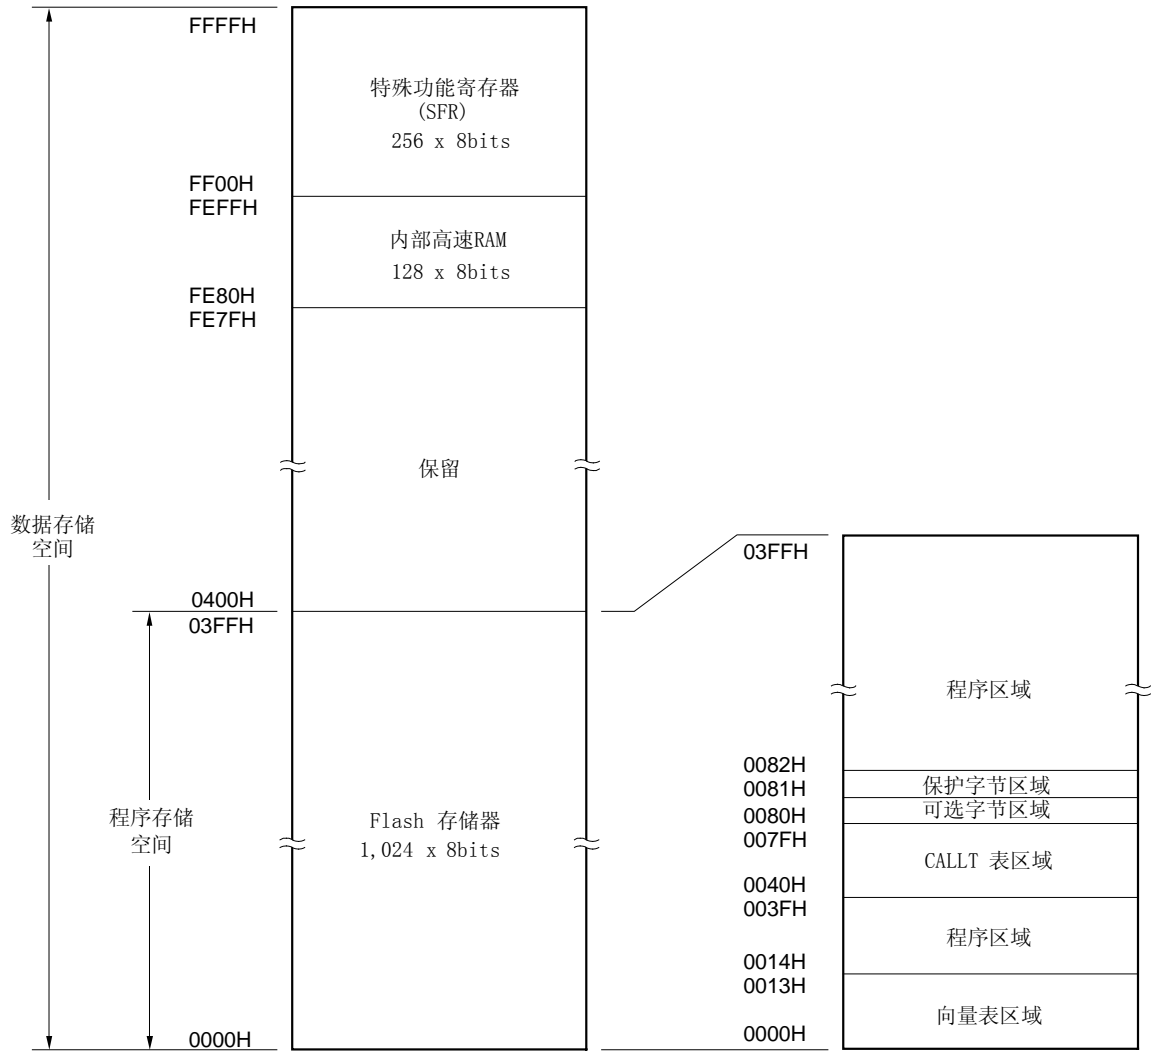 FFFFH
特殊功能寄存器
(SFR)
256 x 8bits
FF00H
FEFFH
内部高速RAM
128 x 8bits
FE80H
FE7FH
保留
数据存储
空间
0400H
03FFH
程序存储
空间
Flash 存储器
1,024 x 8bits
0000H
03FFH
程序区域
0082H
0081H
保护字节区域
0080H
可选字节区域
007FH
CALLT 表区域
0040H
003FH
程序区域
0014H
0013H
向量表区域
0000H